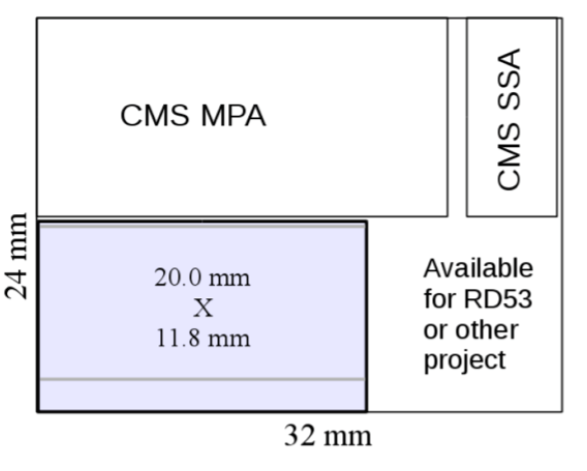 CMS MPA
CMS SSA
24 mm
20.0 mm
X
11.8 mm
Available
for RD53
or other
project
32 mm